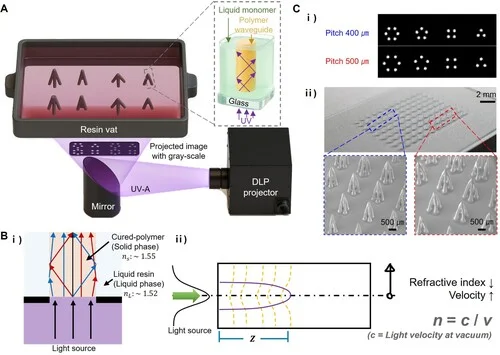 A
Liquid monomer
Polymer
waveguide
Glass
UV
Resin vat
Projected image
with gray-scale
UV-A
Mirror
DLP
projector
B
i )
Cured-polymer
(Solid phase)
nₛ: ~ 1.55
Liquid resin
(Liquid phase)
n_L: ~ 1.52
Light source
ii )
Light source
z
Refractive index ↓
Velocity ↑
n = c / v
(c = Light velocity at vacuum)
C
i )
Pitch 400 ㎛
Pitch 500 ㎛
ii )
2 mm
500 ㎛
500 ㎛